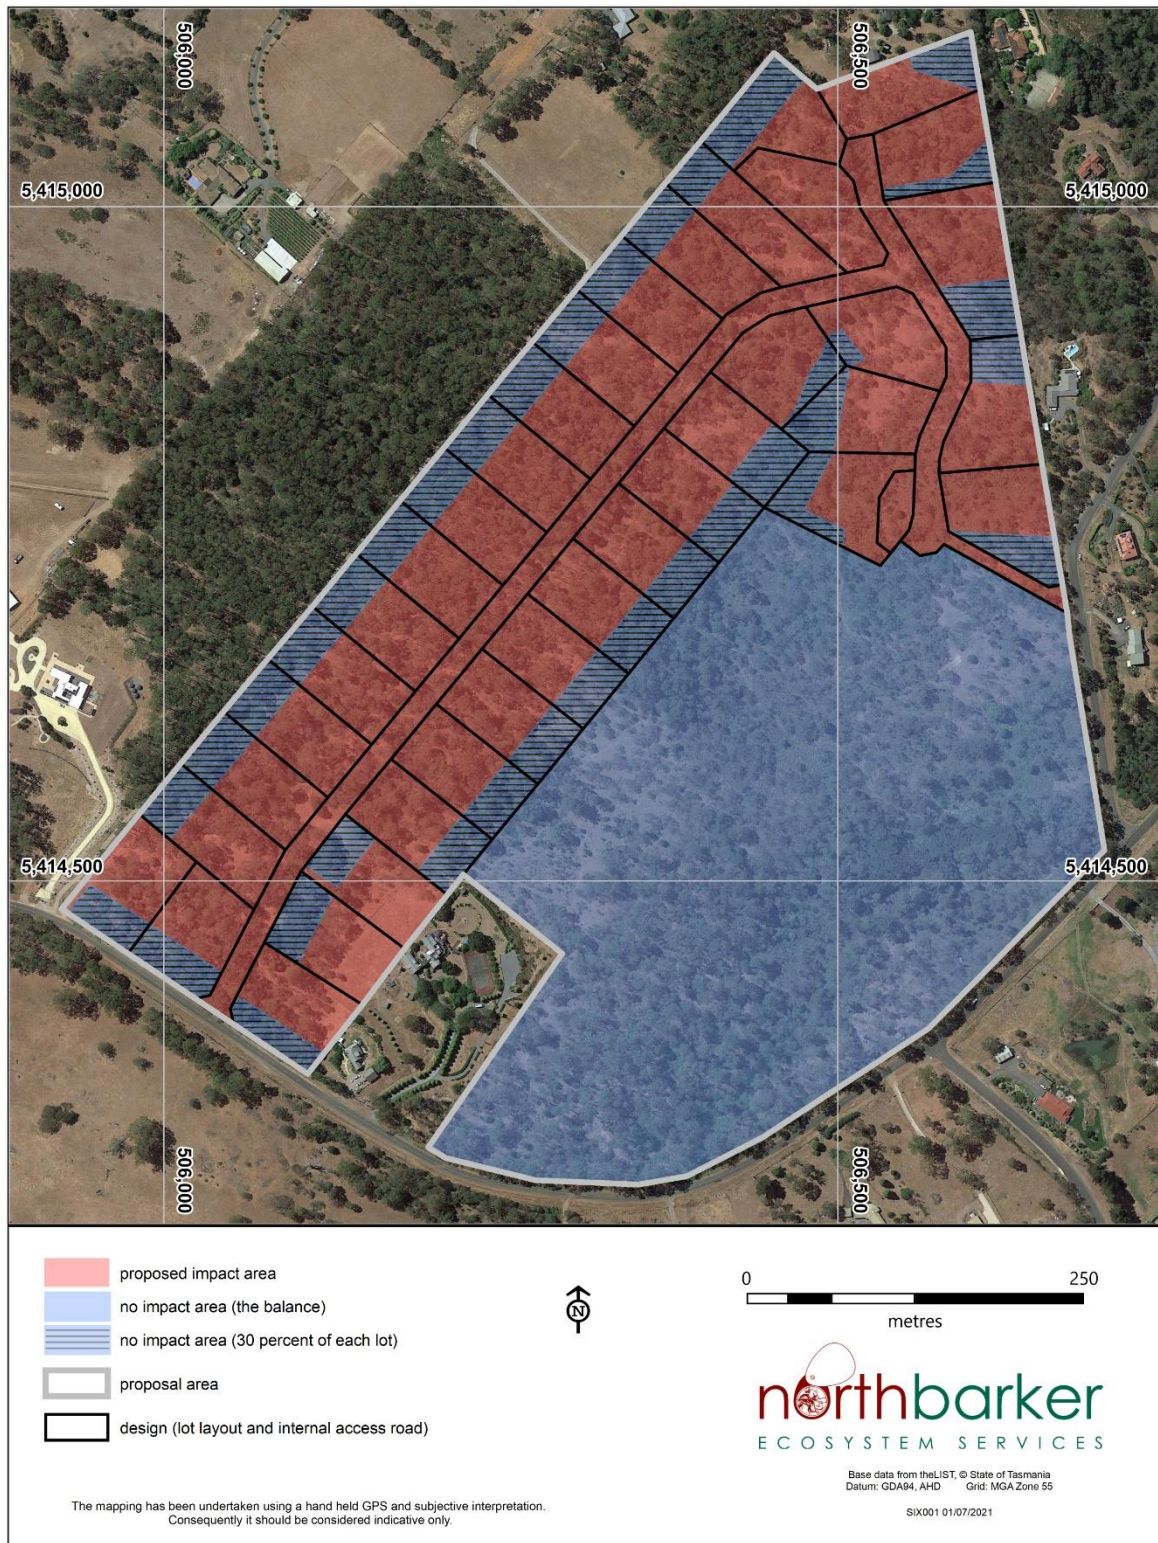 506,000
506,500
5,415,000
5,415,000
5,414,500
5,414,500
506,000
506,500
proposed impact area
no impact area (the balance)
no impact area (30 percent of each lot)
proposal area
design (lot layout and internal access road)
N
0 250
metres
northbarker
ECOSYSTEM SERVICES
Base data from theLIST, © State of Tasmania
Datum: GDA94, AHD Grid: MGA Zone 55
SIX001 01/07/2021
The mapping has been undertaken using a hand held GPS and subjective interpretation.
Consequently it should be considered indicative only.